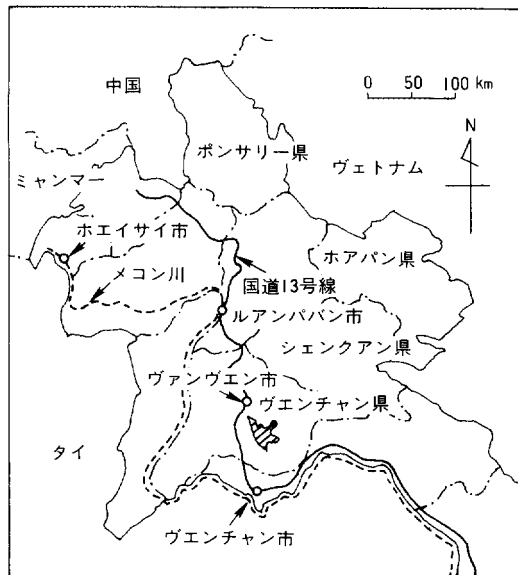 中国
0 50 100 km
N
ポンサリー県
ヴェトナム
ミャンマー
ホエイサイ市
ホアパン県
メコン川
国道13号線
ルアンパバン市
シェンクアン県
ヴァンヴエン市
ヴエンチャン県
タイ
ヴエンチャン市